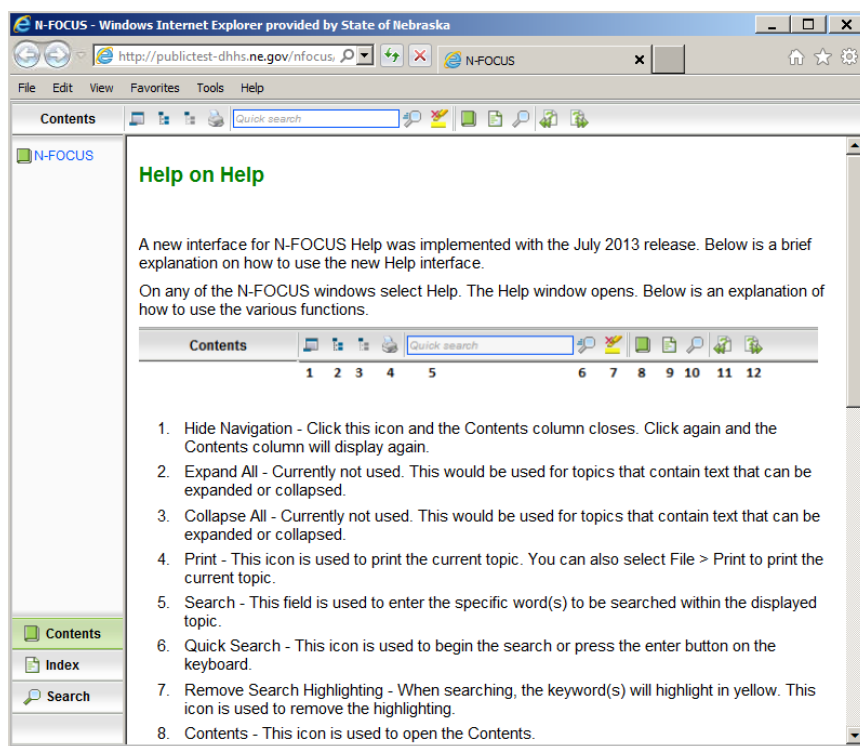 N-FOCUS - Windows Internet Explorer provided by State of Nebraska
http://publictest-dhhs.ne.gov/nfocus,
N-FOCUS
File Edit View Favorites Tools Help
Contents
Quick search
N-FOCUS
Help on Help
A new interface for N-FOCUS Help was implemented with the July 2013 release. Below is a brief
explanation on how to use the new Help interface.
On any of the N-FOCUS windows select Help. The Help window opens. Below is an explanation of
how to use the various functions.
Contents
Quick search
1 2 3 4 5 6 7 8 9 10 11 12
1. Hide Navigation - Click this icon and the Contents column closes. Click again and the
Contents column will display again.
2. Expand All - Currently not used. This would be used for topics that contain text that can be
expanded or collapsed.
3. Collapse All - Currently not used. This would be used for topics that contain text that can be
expanded or collapsed.
4. Print - This icon is used to print the current topic. You can also select File > Print to print the
current topic.
5. Search - This field is used to enter the specific word(s) to be searched within the displayed
topic.
6. Quick Search - This icon is used to begin the search or press the enter button on the
keyboard.
7. Remove Search Highlighting - When searching, the keyword(s) will highlight in yellow. This
icon is used to remove the highlighting.
8. Contents - This icon is used to open the Contents.
Contents
Index
Search